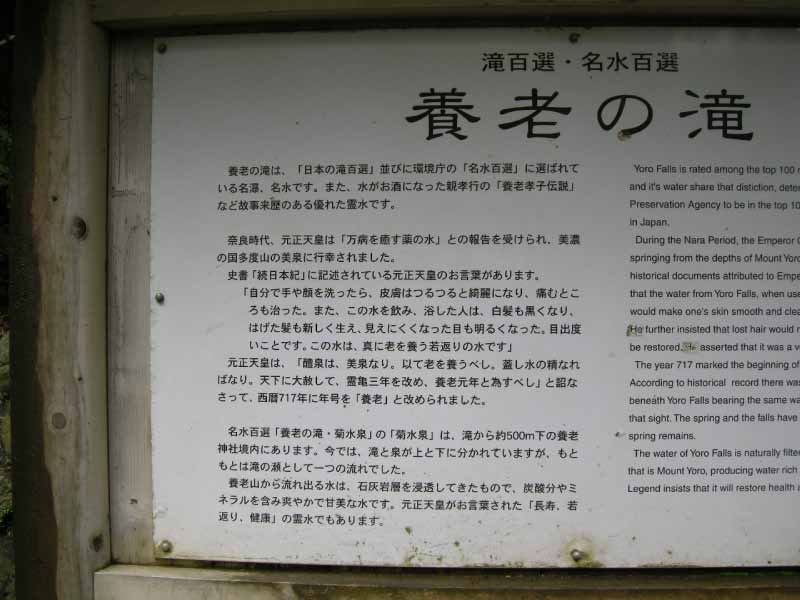 滝百選・名水百選
養老の滝
養老の滝は、「日本の滝百選」並びに環境庁の「名水百選」に選ばれて
いる名瀑、名水です。また、水がお酒になった親孝行の「養老孝子伝説」
など故事来歴のある優れた霊水です。
奈良時代、元正天皇は「万病を癒す薬の水」との報告を受けられ、美濃
の国多度山の美泉に行幸されました。
史書「続日本紀」に記述されている元正天皇のお言葉があります。
「自分で手や顔を洗ったら、皮膚はつるつると綺麗になり、痛むとこ
ろも治った。また、この水を飲み、浴した人は、白髪も黒くなり、
はげた髪も新しく生え、見えにくくなった目も明るくなった。目出度
いことです。この水は、真に老を養う若返りの水です」
元正天皇は、「醴泉は、美泉なり。以て老を養うべし。蓋し水の精なれ
ばなり。天下に大赦して、霊亀三年を改め、養老元年と為すべし」と詔な
さって、西暦717年に年号を「養老」と改められました。
名水百選「養老の滝・菊水泉」の「菊水泉」は、滝から約500m下の養老
神社境内にあります。今では、滝と泉が上と下に分かれていますが、もと
もとは滝の瀬として一つの流れでした。
養老山から流れ出る水は、石灰岩層を浸透してきたもので、炭酸分やミ
ネラルを含み爽やかで甘美な水です。元正天皇がお言葉された「長寿、若
返り、健康」の霊水でもあります。
Yoro Falls is rated among the top 100
and it's water share that distiction,
Preservation Agency to be in the top 10
in Japan.
During the Nara Period, the Emperor
springing from the depths of Mount Yoro
historical documents attributed to
that the water from Yoro Falls, when
would make one's skin smooth and
He further insisted that lost hair would
be restored. He asserted that it was a
The year 717 marked the beginning of
According to historical record there was
beneath Yoro Falls bearing the same
that sight. The spring and the falls have
spring remains.
The water of Yoro Falls is naturally
that is Mount Yoro, producing water rich
Legend insists that it will restore health